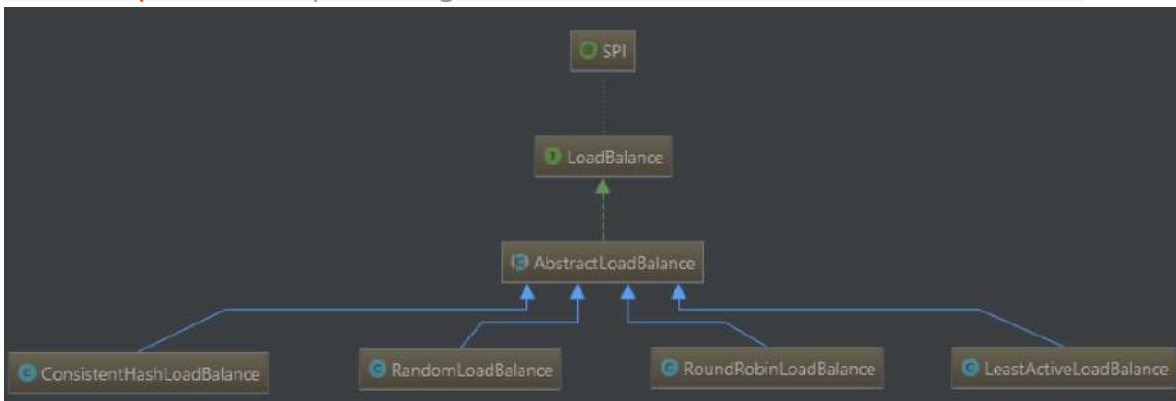 SPI
LoadBalance
AbstractLoadBalance
ConsistentHashLoadBalance
RandomLoadBalance
RoundRobinLoadBalance
LeastActiveLoadBalance